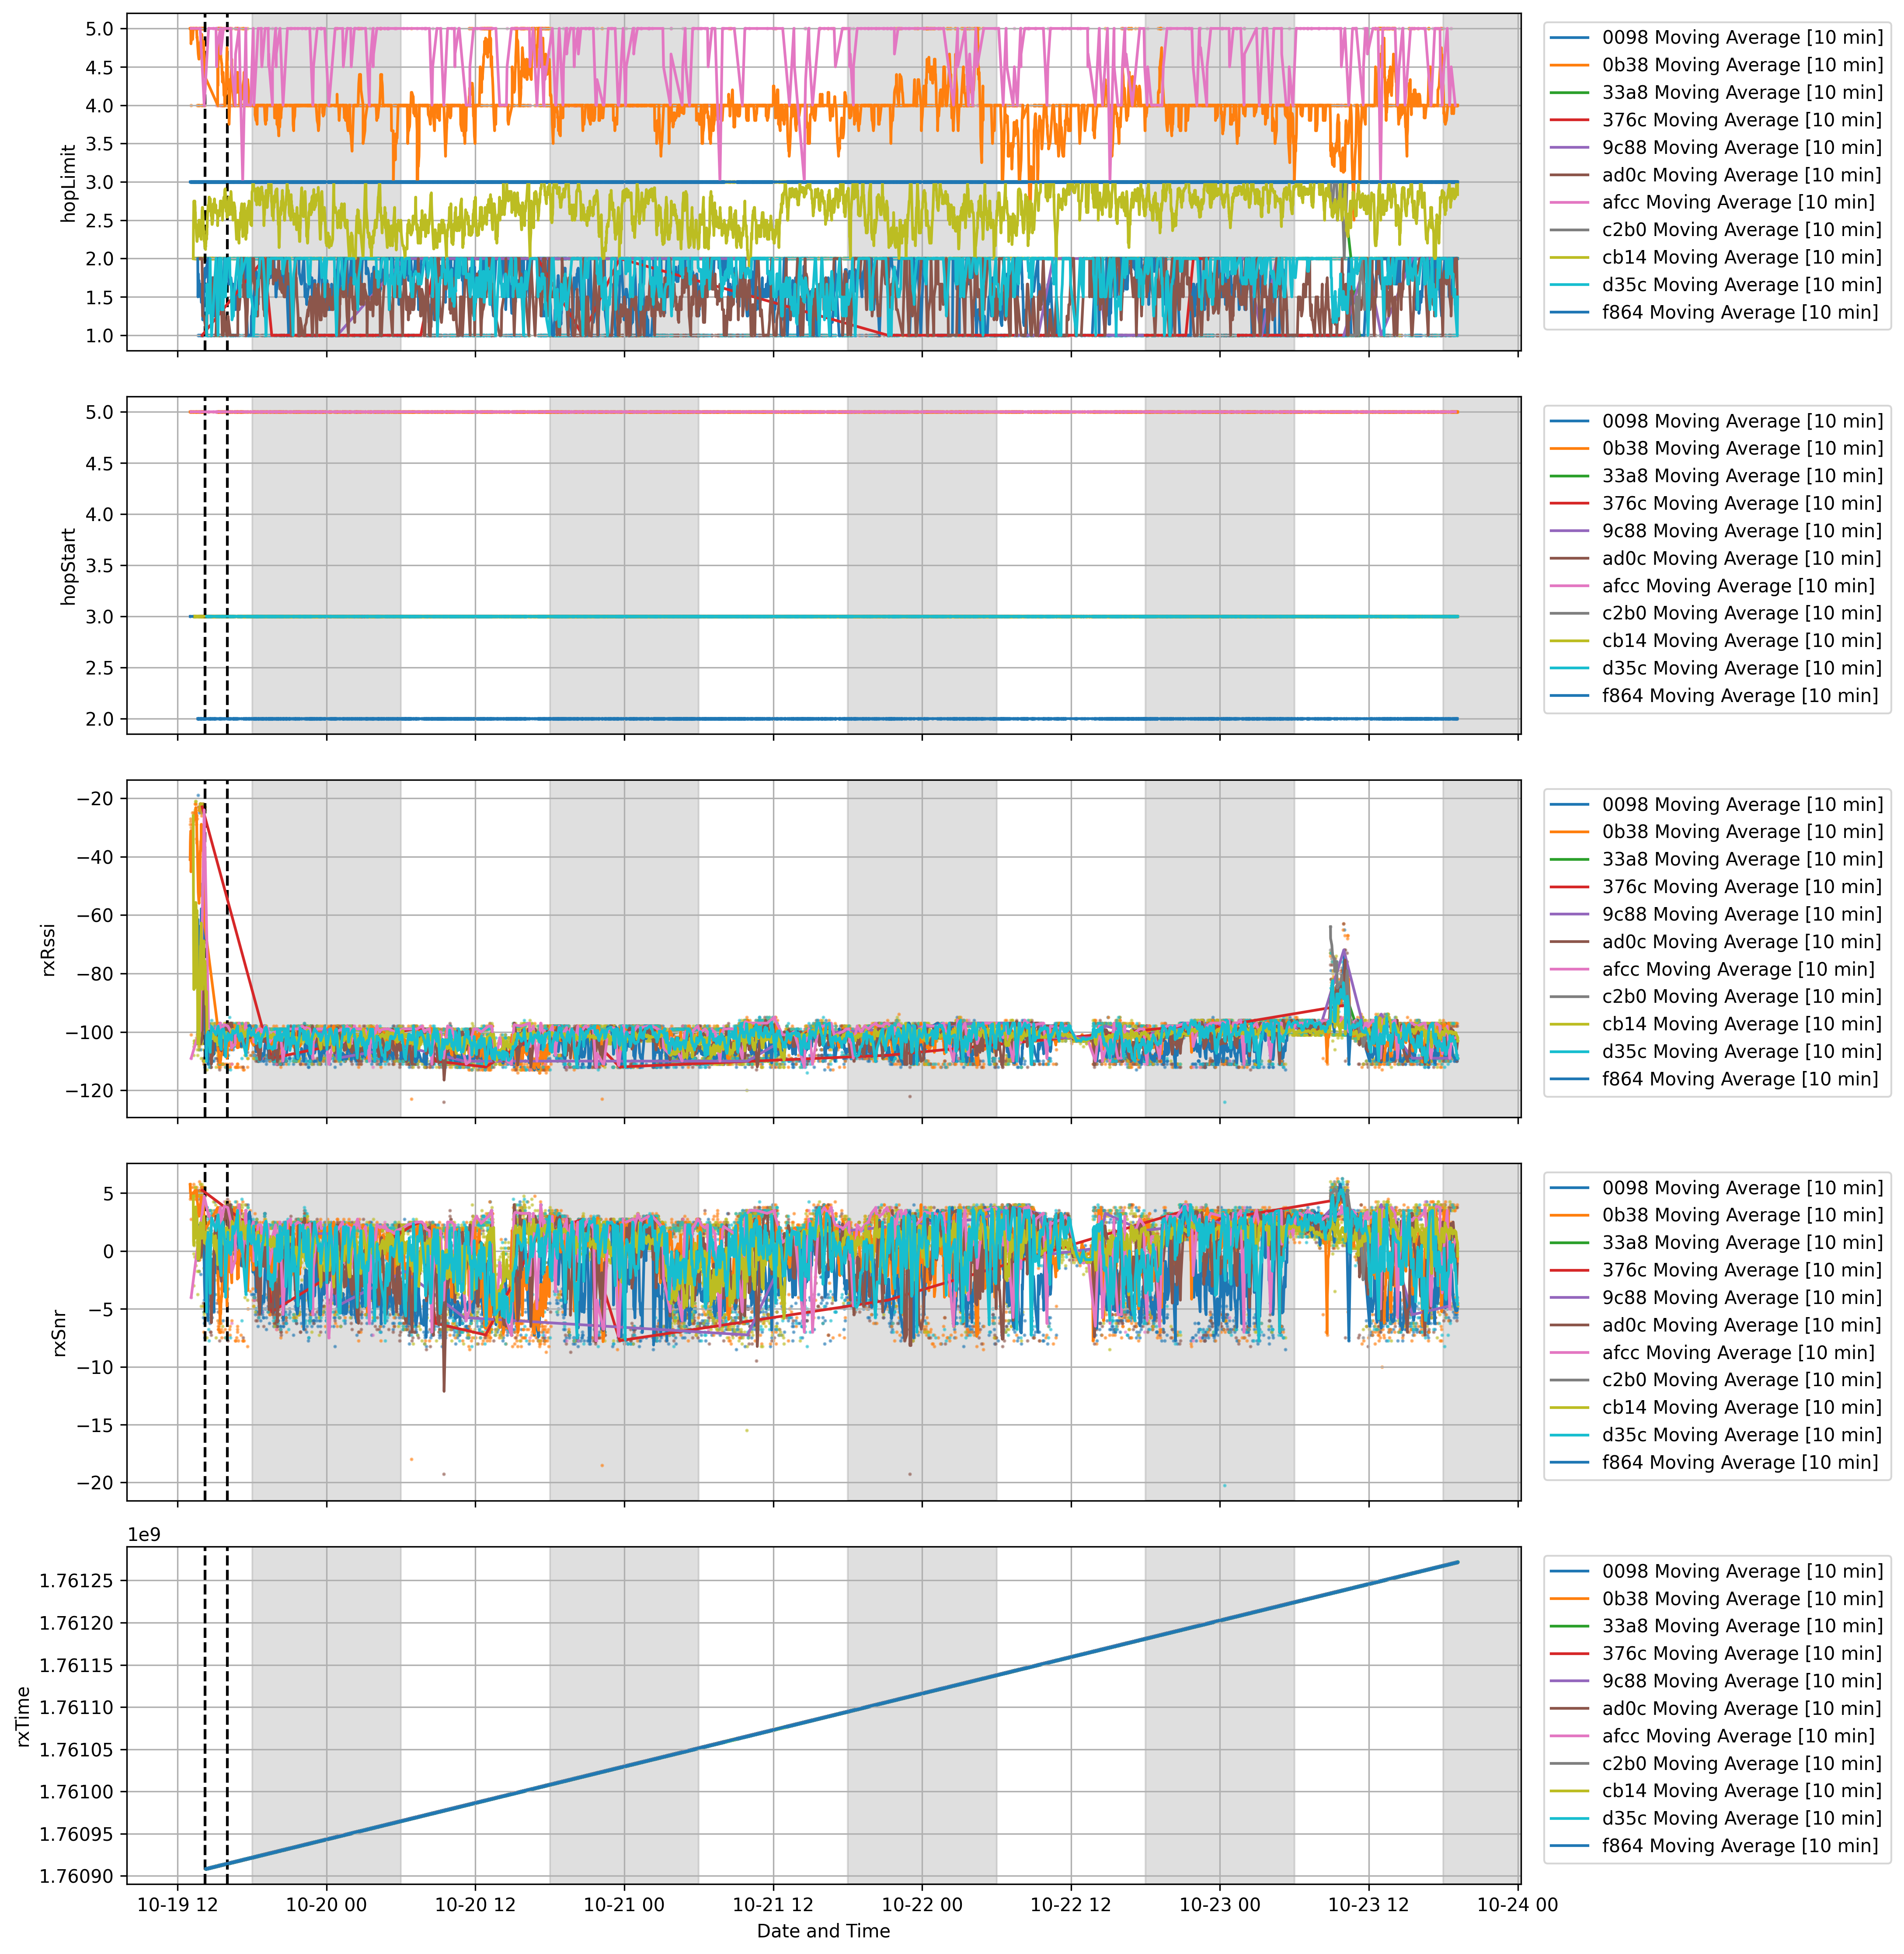 5.0
4.5
4.0
3.5
3.0
2.5
2.0
1.5
1.0
hopLimit
0098 Moving Average [10 min]
0b38 Moving Average [10 min]
33a8 Moving Average [10 min]
376c Moving Average [10 min]
9c88 Moving Average [10 min]
ad0c Moving Average [10 min]
afcc Moving Average [10 min]
c2b0 Moving Average [10 min]
cb14 Moving Average [10 min]
d35c Moving Average [10 min]
f864 Moving Average [10 min]
5.0
4.5
4.0
3.5
3.0
2.5
2.0
hopStart
0098 Moving Average [10 min]
0b38 Moving Average [10 min]
33a8 Moving Average [10 min]
376c Moving Average [10 min]
9c88 Moving Average [10 min]
ad0c Moving Average [10 min]
afcc Moving Average [10 min]
c2b0 Moving Average [10 min]
cb14 Moving Average [10 min]
d35c Moving Average [10 min]
f864 Moving Average [10 min]
−20
−40
−60
−80
−100
−120
rxRssi
0098 Moving Average [10 min]
0b38 Moving Average [10 min]
33a8 Moving Average [10 min]
376c Moving Average [10 min]
9c88 Moving Average [10 min]
ad0c Moving Average [10 min]
afcc Moving Average [10 min]
c2b0 Moving Average [10 min]
cb14 Moving Average [10 min]
d35c Moving Average [10 min]
f864 Moving Average [10 min]
5
0
−5
−10
−15
−20
rxSnr
0098 Moving Average [10 min]
0b38 Moving Average [10 min]
33a8 Moving Average [10 min]
376c Moving Average [10 min]
9c88 Moving Average [10 min]
ad0c Moving Average [10 min]
afcc Moving Average [10 min]
c2b0 Moving Average [10 min]
cb14 Moving Average [10 min]
d35c Moving Average [10 min]
f864 Moving Average [10 min]
1e9
1.76125
1.76120
1.76115
1.76110
1.76105
1.76100
1.76095
1.76090
rxTime
0098 Moving Average [10 min]
0b38 Moving Average [10 min]
33a8 Moving Average [10 min]
376c Moving Average [10 min]
9c88 Moving Average [10 min]
ad0c Moving Average [10 min]
afcc Moving Average [10 min]
c2b0 Moving Average [10 min]
cb14 Moving Average [10 min]
d35c Moving Average [10 min]
f864 Moving Average [10 min]
10-19 12 10-20 00 10-20 12 10-21 00 10-21 12 10-22 00 10-22 12 10-23 00 10-23 12 10-24 00
Date and Time